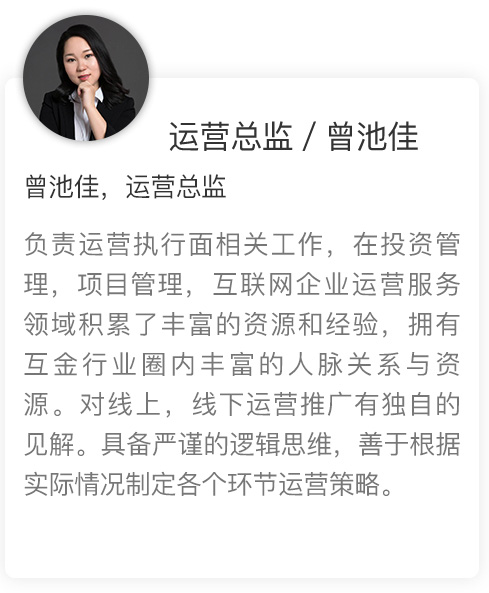 运营总监 / 曾池佳
曾池佳，运营总监
负责运营执行面相关工作，在投资管
理，项目管理，互联网企业运营服务
领域积累了丰富的资源和经验，拥有
互金行业圈内丰富的人脉关系与资
源。对线上，线下运营推广有独自的
见解。具备严谨的逻辑思维，善于根据
实际情况制定各个环节运营策略。